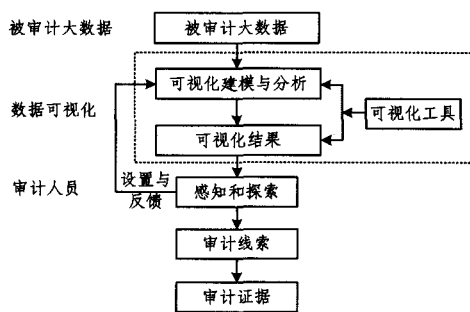 被审计大数据
被审计大数据
可视化建模与分析
数据可视化
可视化工具
可视化结果
审计人员
设置与
反馈
感知和探索
审计线索
审计证据